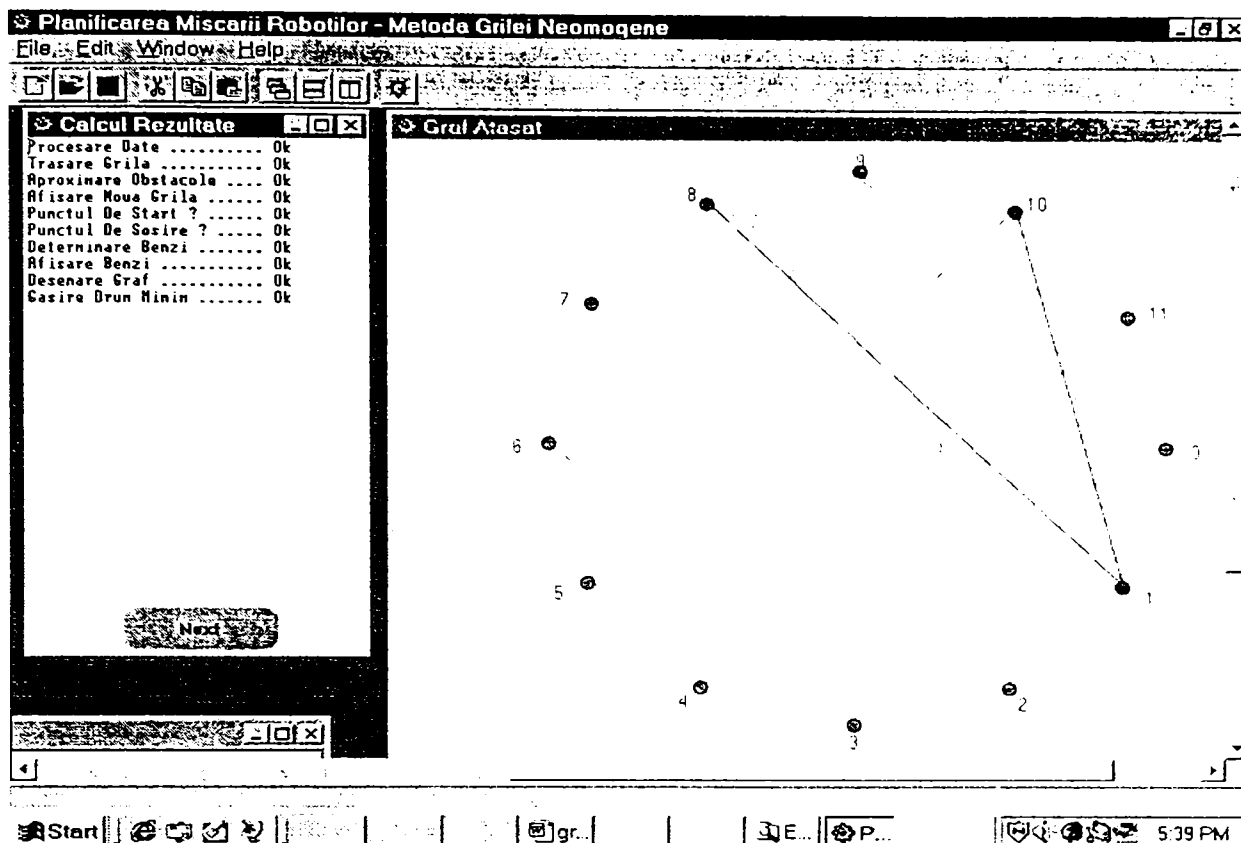 Planificarea Miscarii Robotilor - Metoda Grilei Neomogene
File Edit Window Help
Calcul Rezultate
Procesare Date .......... Ok
Trasare Grila ........... Ok
Aproximare Obstacole .... Ok
Afisare Noua Grila ...... Ok
Punctul De Start ? ...... Ok
Punctul De Sosire ? ..... Ok
Determinare Benzi ....... Ok
Afisare Benzi ........... Ok
Desenare Graf ........... Ok
Gasire Drum Minim ....... Ok
Next
Graf Atasat
9
8
10
7
11
6
0
5
1
4
2
3
Start
gr...
E...
P...
5:39 PM